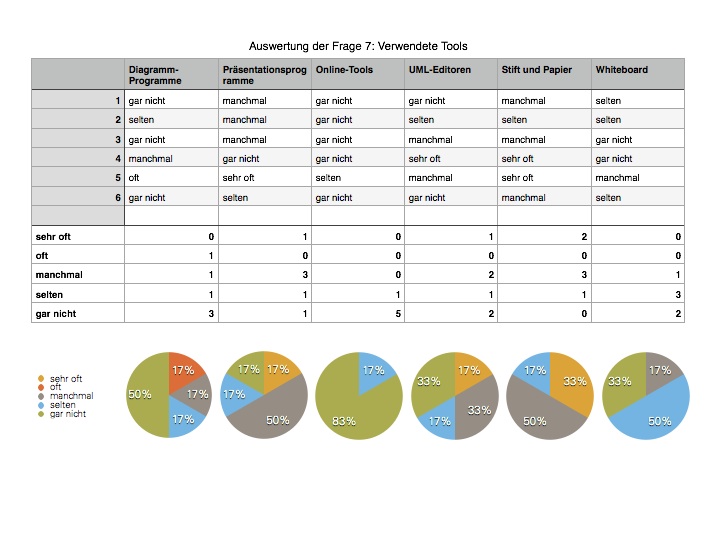 Auswertung der Frage 7: Verwendete Tools
Diagramm-Programme Präsentationsprogramme Online-Tools UML-Editoren Stift und Papier Whiteboard
1 gar nicht manchmal gar nicht gar nicht manchmal selten
2 selten manchmal gar nicht selten selten selten
3 gar nicht manchmal gar nicht manchmal manchmal gar nicht
4 manchmal gar nicht gar nicht sehr oft sehr oft gar nicht
5 oft sehr oft selten manchmal sehr oft manchmal
6 gar nicht selten gar nicht gar nicht manchmal selten
sehr oft 0 1 0 1 2 0
oft 1 0 0 0 0 0
manchmal 1 3 0 2 3 1
selten 1 1 1 1 1 3
gar nicht 3 1 5 2 0 2
sehr oft
oft
manchmal
selten
gar nicht
17% 17% 17% 50%
17% 50% 17% 17%
17% 83%
17% 33% 17% 33%
33% 50% 17%
17% 50% 33%